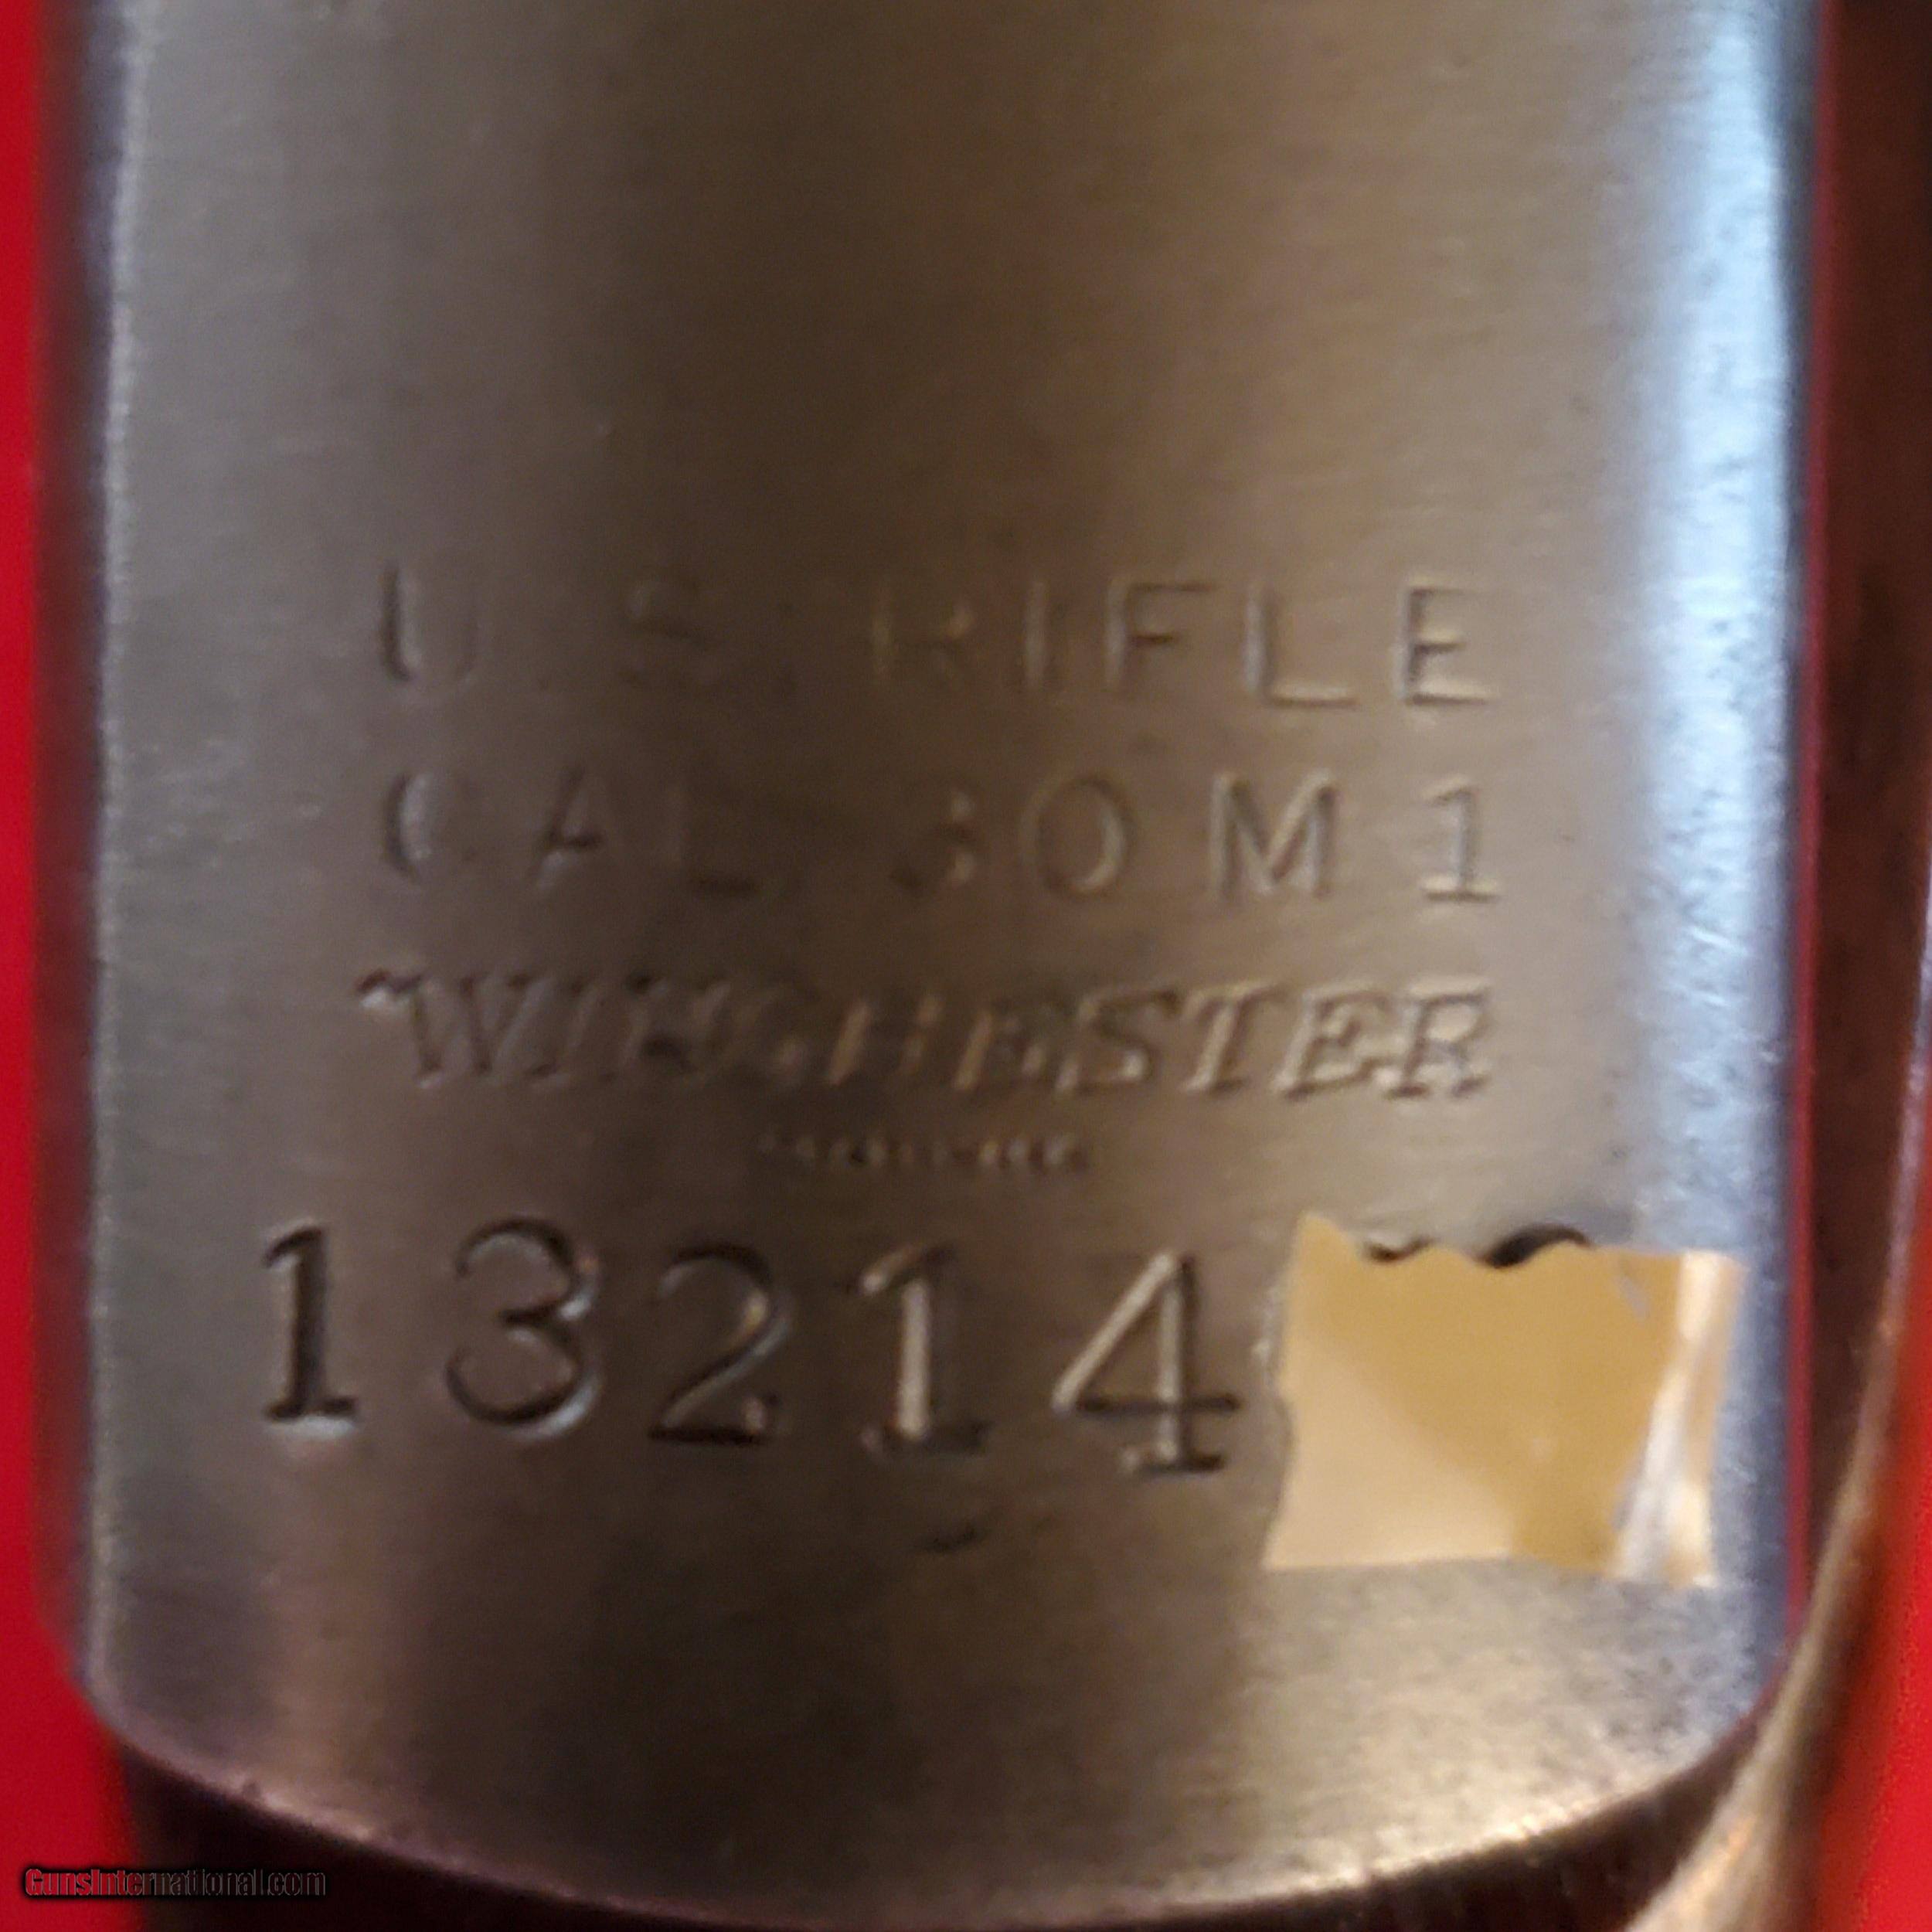 U.S. RIFLE
CAL. 30 M1
WINCHESTER
13214
GunsInternational.com